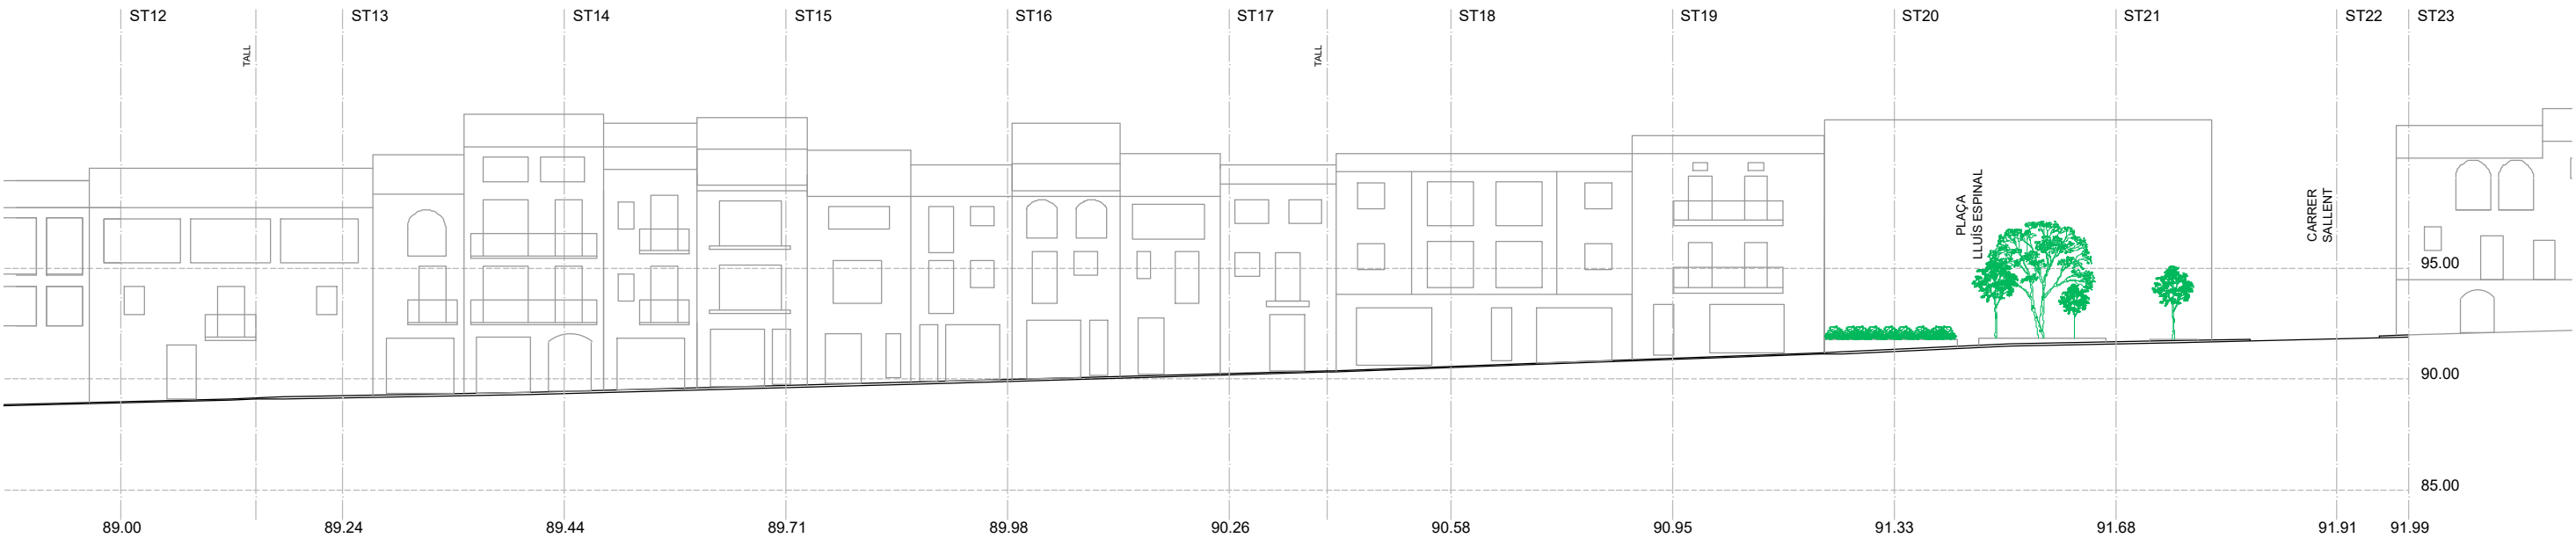 ST12
ST13
ST14
ST15
ST16
ST17
ST18
ST19
ST20
ST21
ST22
ST23
TALL
TALL
PLAÇA
LLUÍS ESPINAL
CARRER
SALLENT
95.00
90.00
85.00
89.00
89.24
89.44
89.71
89.98
90.26
90.58
90.95
91.33
91.68
91.91
91.99